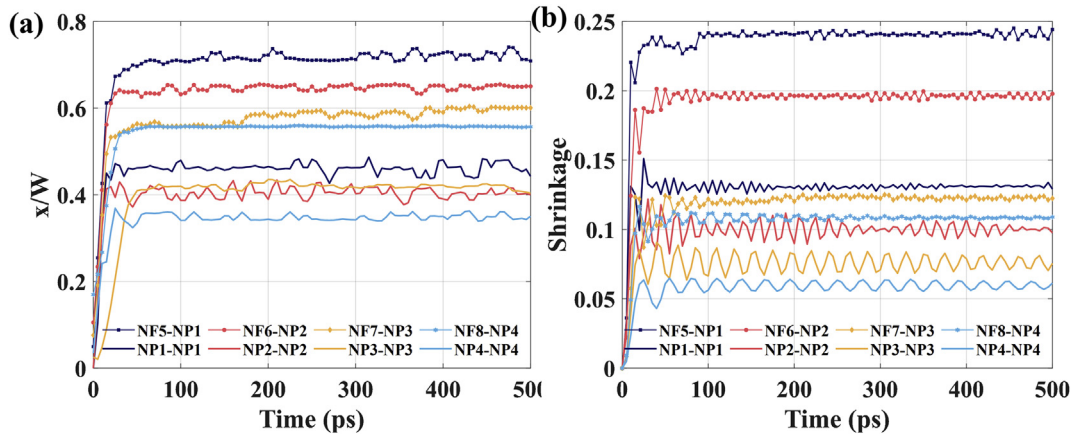 (a)
x/W
0.8
0.6
0.4
0.2
0
NF5-NP1 NF6-NP2 NF7-NP3 NF8-NP4
NP1-NP1 NP2-NP2 NP3-NP3 NP4-NP4
0 100 200 300 400 500
Time (ps)
(b)
Shrinkage
0.25
0.2
0.15
0.1
0.05
0
NF5-NP1 NF6-NP2 NF7-NP3 NF8-NP4
NP1-NP1 NP2-NP2 NP3-NP3 NP4-NP4
0 100 200 300 400 500
Time (ps)